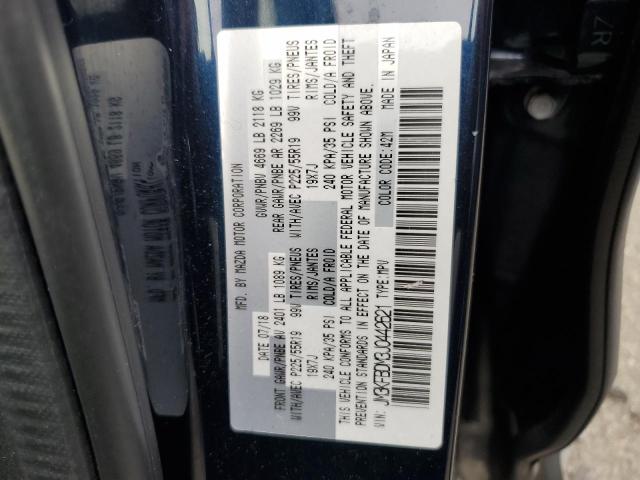 MFD. BY MAZDA MOTOR CORPORATION
DATE 07/18
GVWR/PNBV 4669 LB 2118 KG
FRONT GAWR/PNBE AV 2401 LB 1089 KG
REAR GAWR/PNBE AR 2269 LB 1029 KG
WITH/AVEC P225/55R19 99V TIRES/PNEUS
WITH/AVEC P225/55R19 99V TIRES/PNEUS
19X7J RIMS/JANTES
19X7J RIMS/JANTES
240 KPA/35 PSI COLD/A FROID
240 KPA/35 PSI COLD/A FROID
THIS VEHICLE CONFORMS TO ALL APPLICABLE FEDERAL MOTOR VEHICLE SAFETY AND THEFT
PREVENTION STANDARDS IN EFFECT ON THE DATE OF MANUFACTURE SHOWN ABOVE.
COLOR CODE:42M MADE IN JAPAN
VIN: JM3KFBDM3J0442621 TYPE:MPV